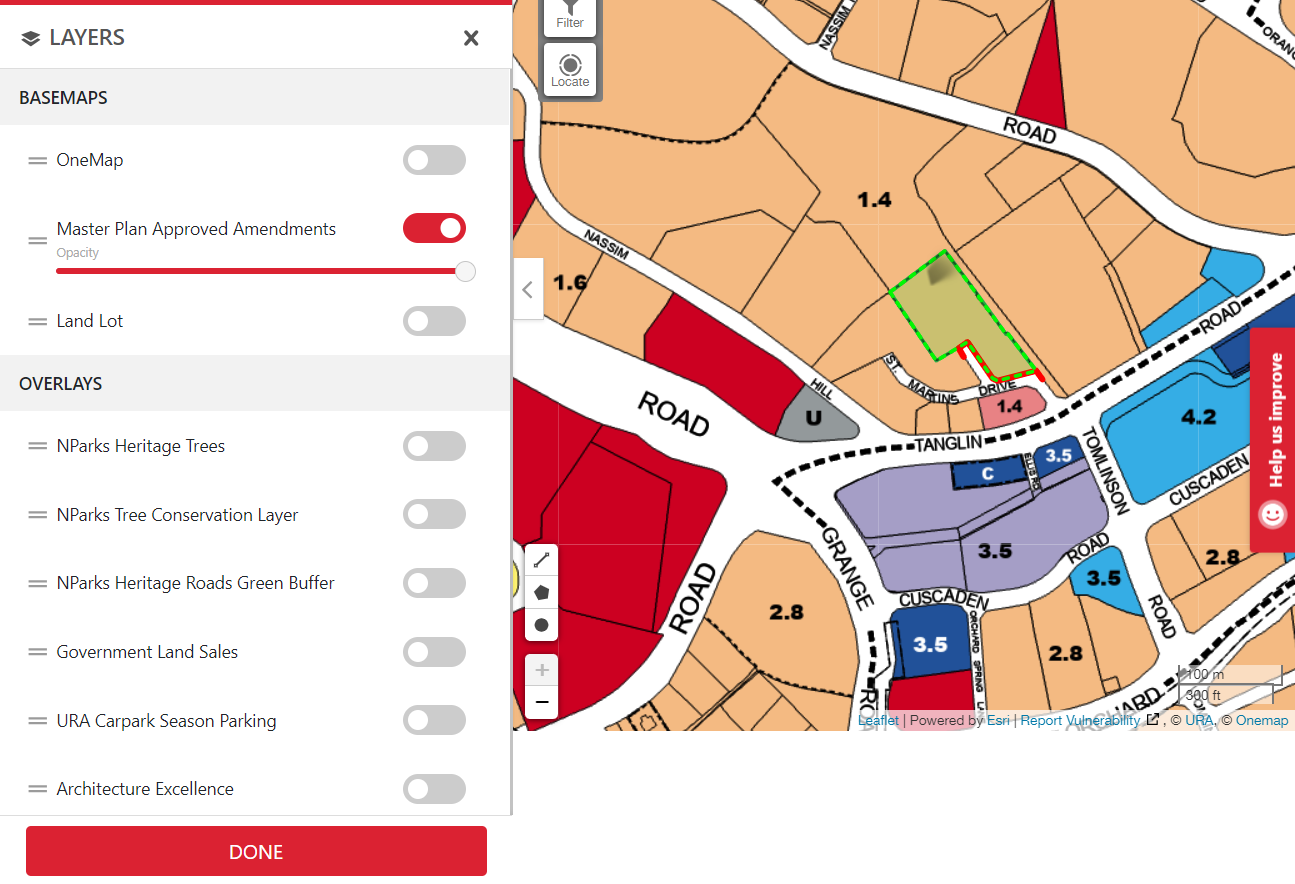 LAYERS
BASEMAPS
OneMap
Master Plan Approved Amendments
Opacity
Land Lot
OVERLAYS
NParks Heritage Trees
NParks Tree Conservation Layer
NParks Heritage Roads Green Buffer
Government Land Sales
URA Carpark Season Parking
Architecture Excellence
DONE
Filter
Locate
ROAD
1.4
NASSIM
1.6
ROAD
ST. MARTINS DRIVE
HILL
1.4
U
ROAD
TANGLIN
4.2
TOMLINSON
3.5
C
CUSCADEN
GRANGE
3.5
ROAD
2.8
3.5
CUSCADEN
ROAD
2.8
ROAD
3.5
2.8
ORCHARD SPRING
ORCHARD
100 m
300 ft
Leaflet | Powered by Esri | Report Vulnerability , © URA, © Onemap
Help us improve